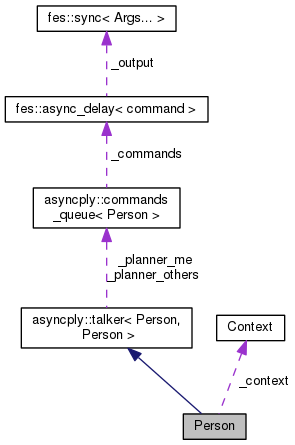 fes::sync< Args... >
_output
fes::async_delay< command >
_commands
asyncply::commands
_queue< Person >
_planner_me
_planner_others
asyncply::talker< Person,
Person >
Context
_context
Person